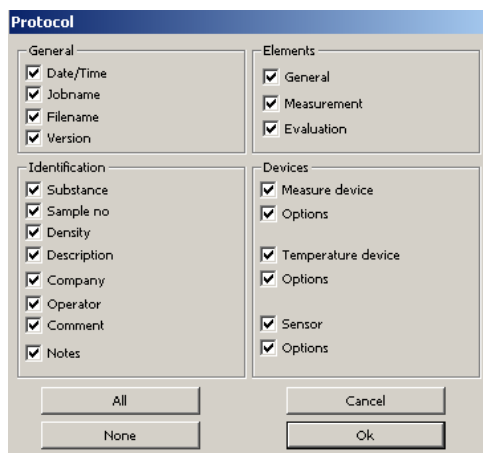 Protocol
General
Date/Time
Jobname
Filename
Version
Elements
General
Measurement
Evaluation
Identification
Substance
Sample no
Density
Description
Company
Operator
Comment
Notes
Devices
Measure device
Options
Temperature device
Options
Sensor
Options
All
Cancel
None
Ok